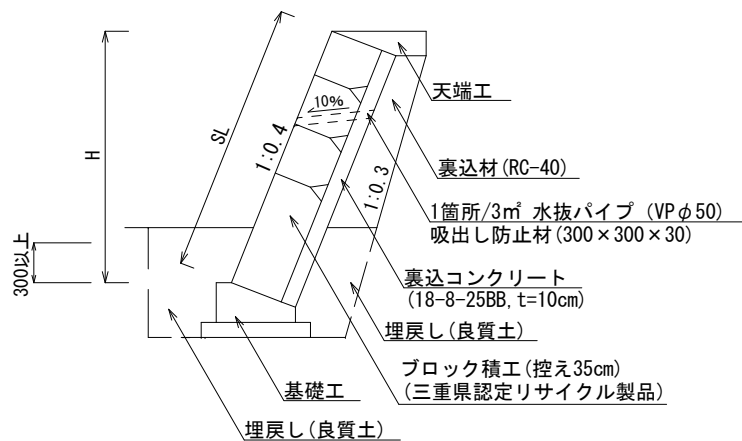 天端工
10%
SL
H
1:0.4
裏込材(RC-40)
1:0.3
1箇所/3㎡ 水抜パイプ (VPφ50)
吸出し防止材(300×300×30)
300以上
裏込コンクリート
(18-8-25BB,t=10cm)
埋戻し(良質土)
ブロック積工(控え35cm)
(三重県認定リサイクル製品)
基礎工
埋戻し(良質土)